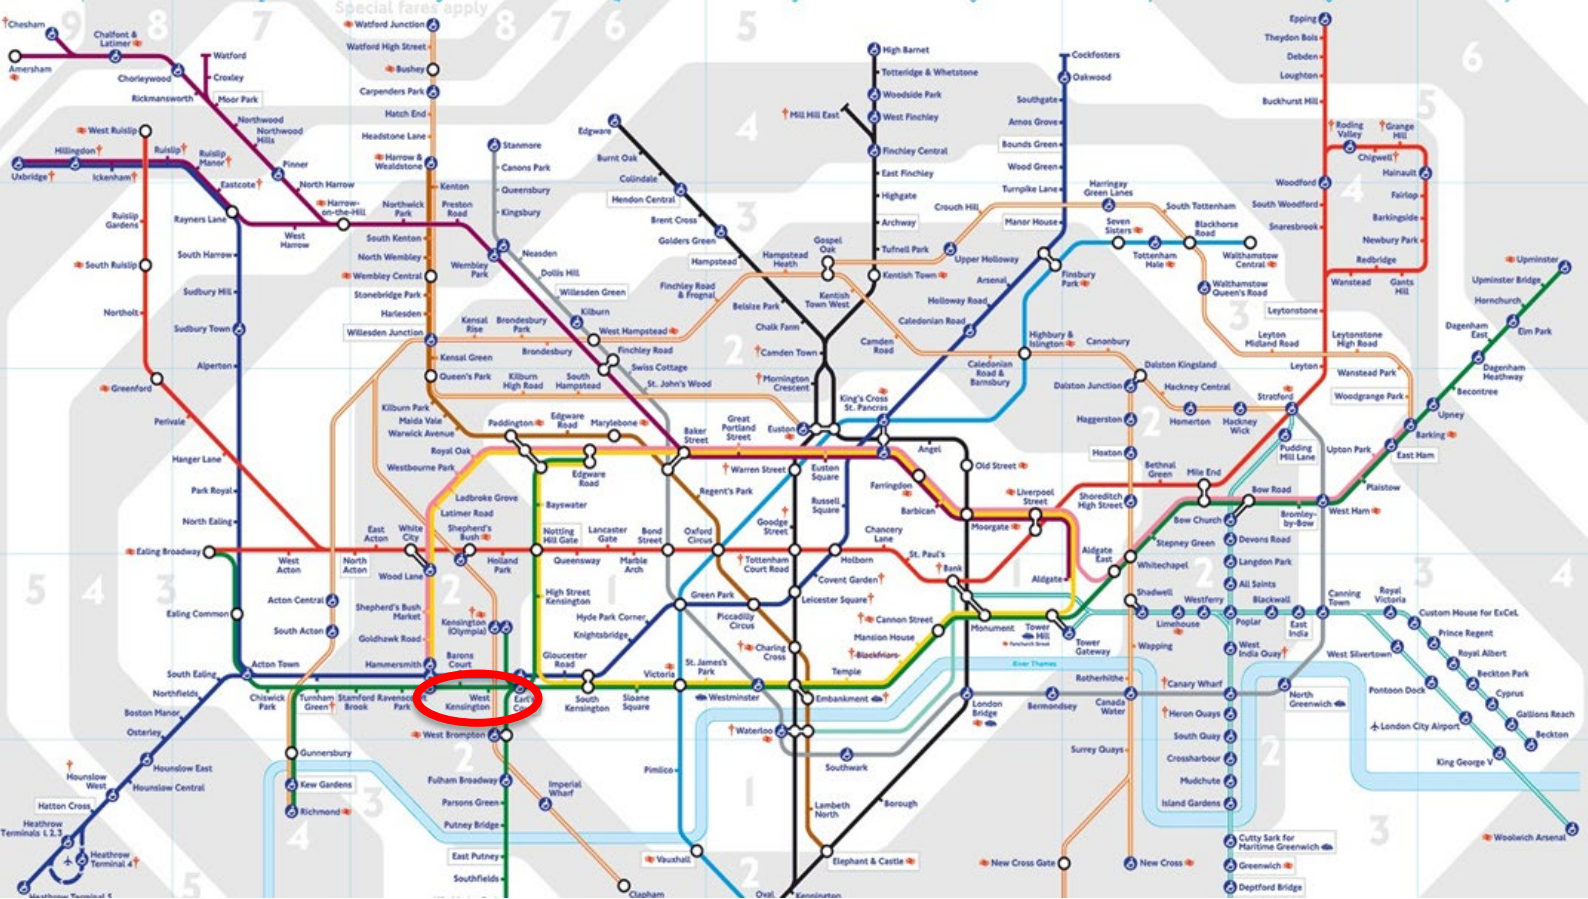 Special fares apply
9
8
7
8
7
6
5
6
Chesham
Chalfont &
Latimer
Amersham
Chorleywood
Rickmansworth
Watford
Croxley
Moor Park
Northwood
Northwood
Hills
Pinner
North Harrow
Harrow-
on-the-Hill
Northwick
Park
Preston
Road
West
Harrow
West Ruislip
Hillingdon
Uxbridge
Ickenham
Ruislip
Ruislip
Manor
Eastcote
Rayners Lane
Ruislip
Gardens
South Ruislip
Northolt
Greenford
Perivale
Hanger Lane
South Harrow
Sudbury Hill
Sudbury Town
Alperton
Park Royal
North Ealing
Ealing Broadway
West
Acton
North
Acton
East
Acton
White
City
Ealing Common
South Ealing
Northfields
Boston Manor
Osterley
Hounslow East
Hounslow Central
Hounslow
West
Hatton Cross
Heathrow
Terminals 1, 2, 3
Heathrow
Terminal 4
Heathrow Terminal 5
Watford Junction
Watford High Street
Bushey
Carpenders Park
Hatch End
Headstone Lane
Harrow &
Wealdstone
Kenton
South Kenton
North Wembley
Wembley Central
Stonebridge Park
Harlesden
Willesden Junction
Kensal Green
Queen's Park
Kilburn Park
Maida Vale
Warwick Avenue
Royal Oak
Westbourne Park
Ladbroke Grove
Latimer Road
Stanmore
Canons Park
Queensbury
Kingsbury
Wembley
Park
Neasden
Dollis Hill
Willesden Green
Kilburn
West Hampstead
Finchley Road
Swiss Cottage
St. John's Wood
Kensal
Rise
Brondesbury
Park
Brondesbury
Kilburn
High Road
South
Hampstead
Finchley Road
& Frognal
Edgware
Burnt Oak
Colindale
Hendon Central
Brent Cross
Golders Green
Hampstead
Belsize Park
Chalk Farm
Camden Town
Mornington
Crescent
Euston
High Barnet
Totteridge & Whetstone
Woodside Park
Mill Hill East
West Finchley
Finchley Central
East Finchley
Highgate
Archway
Tufnell Park
Kentish Town
Gospel
Oak
Hampstead
Heath
Kentish
Town West
Camden
Road
Upper Holloway
Crouch Hill
Harringay
Green Lanes
South Tottenham
Cockfosters
Oakwood
Southgate
Arnos Grove
Bounds Green
Wood Green
Turnpike Lane
Manor House
Arsenal
Holloway Road
Caledonian Road
Finsbury
Park
Seven
Sisters
Tottenham
Hale
Blackhorse
Road
Walthamstow
Central
Walthamstow
Queen's Road
Highbury &
Islington
Canonbury
Caledonian
Road &
Barnsbury
Dalston Kingsland
Dalston Junction
Hackney Central
Haggerston
Homerton
Hackney
Wick
Hoxton
Shoreditch
High Street
Leyton
Midland Road
Leytonstone
High Road
Wanstead Park
Woodgrange Park
Epping
Theydon Bois
Debden
Loughton
Buckhurst Hill
Roding
Valley
Grange
Hill
Chigwell
Hainault
Woodford
Fairlop
South Woodford
Barkingside
Snaresbrook
Newbury Park
Redbridge
Wanstead
Gants
Hill
Leytonstone
Leyton
Stratford
Pudding
Mill Lane
Upminster
Upminster Bridge
Hornchurch
Elm Park
Dagenham
East
Dagenham
Heathway
Becontree
Upney
Barking
East Ham
Upton Park
Plaistow
West Ham
Bromley-
by-Bow
Bow Road
Bow Church
Mile End
Bethnal
Green
Stepney Green
Whitechapel
Aldgate
East
Aldgate
Devons Road
Langdon Park
All Saints
Poplar
Blackwall
East
India
Canning
Town
Royal
Victoria
Custom House for ExCeL
Prince Regent
Royal Albert
Beckton Park
Cyprus
Gallions Reach
Beckton
West Silvertown
Pontoon Dock
London City Airport
King George V
Woolwich Arsenal
Paddington
Edgware
Road
Marylebone
Baker
Street
Great
Portland
Street
King's Cross
St. Pancras
Angel
Old Street
Warren Street
Euston
Square
Farringdon
Barbican
Moorgate
Liverpool
Street
Edgware
Road
Bayswater
Regent's Park
Russell
Square
Goodge
Street
Notting
Hill Gate
Lancaster
Gate
Bond
Street
Oxford
Circus
Queensway
Marble
Arch
Tottenham
Court Road
Holborn
Chancery
Lane
St. Paul's
Bank
Shepherd's
Bush
Holland
Park
Wood Lane
Shepherd's Bush
Market
Goldhawk Road
Hammersmith
Acton Central
South Acton
Acton Town
High Street
Kensington
Kensington
(Olympia)
Hyde Park Corner
Knightsbridge
Green Park
Piccadilly
Circus
Covent Garden
Leicester Square
Cannon Street
Mansion House
Monument
Tower
Hill
Fenchurch Street
Tower
Gateway
Shadwell
Limehouse
Westferry
Wapping
Rotherhithe
Canada
Water
Surrey Quays
New Cross Gate
New Cross
Charing
Cross
Blackfriars
Temple
Embankment
River Thames
Barons
Court
Gloucester
Road
Victoria
St. James's
Park
Westminster
Chiswick
Park
Turnham
Green
Stamford
Brook
Ravenscourt
Park
West
Kensington
Earl's
Court
South
Kensington
Sloane
Square
Gunnersbury
Kew Gardens
Richmond
West Brompton
Fulham Broadway
Parsons Green
Putney Bridge
East Putney
Southfields
Imperial
Wharf
Clapham
Pimlico
Vauxhall
Oval
Kennington
Waterloo
Southwark
Lambeth
North
Borough
Elephant & Castle
London
Bridge
Bermondsey
Canary Wharf
West
India Quay
Heron Quays
South Quay
Crossharbour
Mudchute
Island Gardens
North
Greenwich
Cutty Sark for
Maritime Greenwich
Greenwich
Deptford Bridge